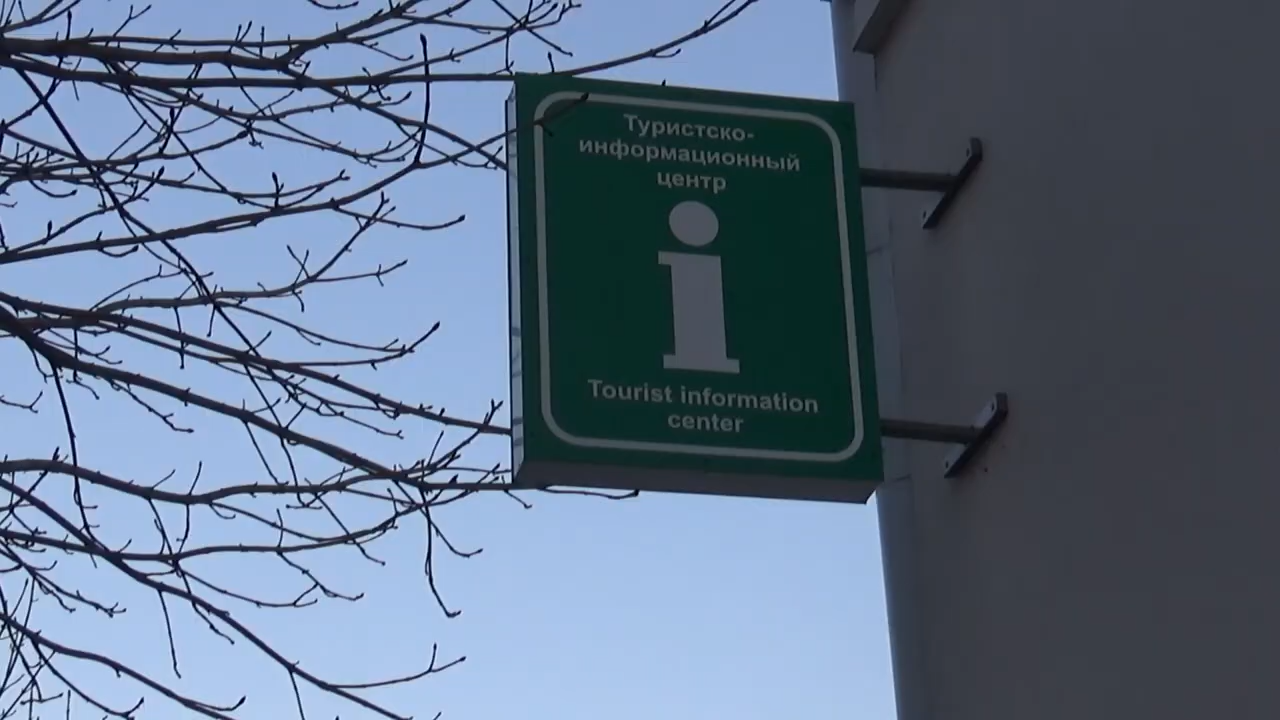 Туристско-
информационный
центр
i
Tourist information
center